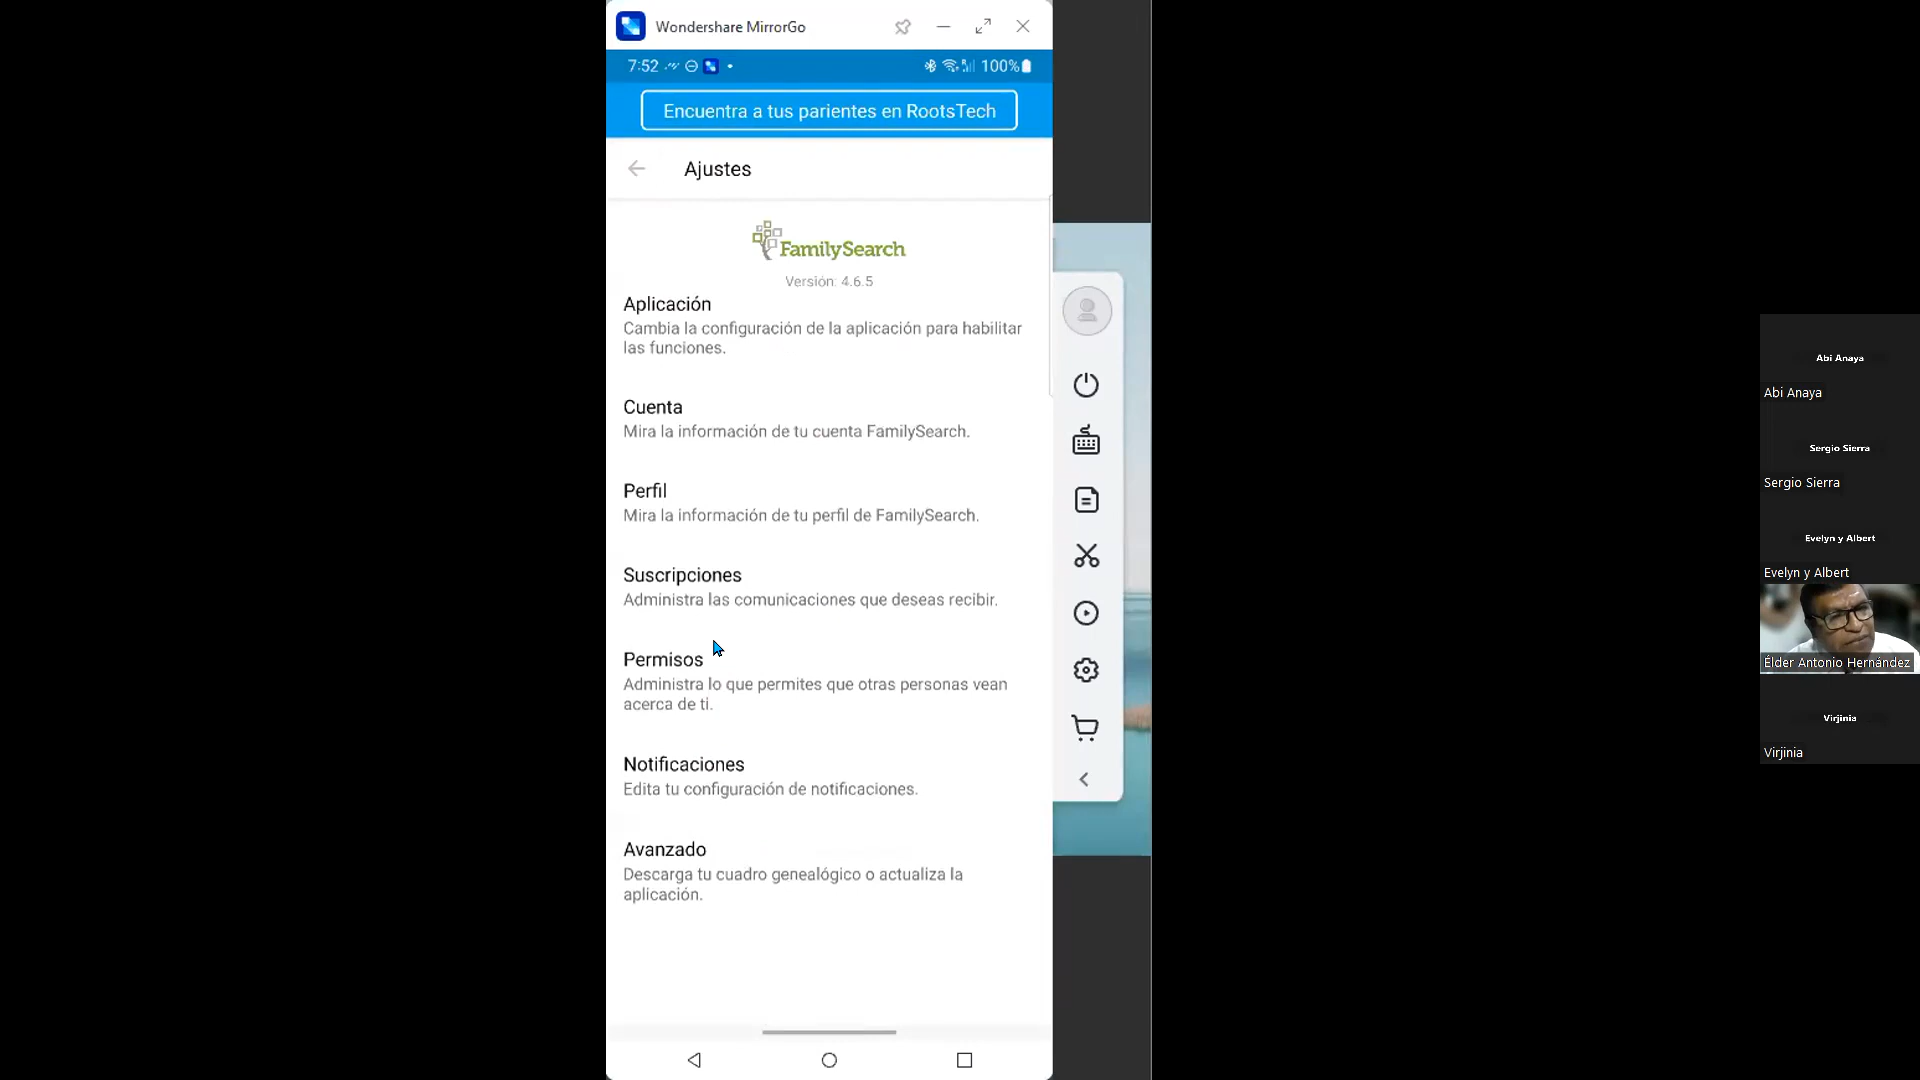 Wondershare MirrorGo
7:52
100%
Encuentra a tus parientes en RootsTech
Ajustes
FamilySearch
Versión: 4.6.5
Aplicación
Cambia la configuración de la aplicación para habilitar
las funciones.
Cuenta
Mira la información de tu cuenta FamilySearch.
Perfil
Mira la información de tu perfil de FamilySearch.
Suscripciones
Administra las comunicaciones que deseas recibir.
Permisos
Administra lo que permites que otras personas vean
acerca de ti.
Notificaciones
Edita tu configuración de notificaciones.
Avanzado
Descarga tu cuadro genealógico o actualiza la
aplicación.
Abi Anaya
Abi Anaya
Sergio Sierra
Sergio Sierra
Evelyn y Albert
Evelyn y Albert
Élder Antonio Hernández
Virjinia
Virjinia